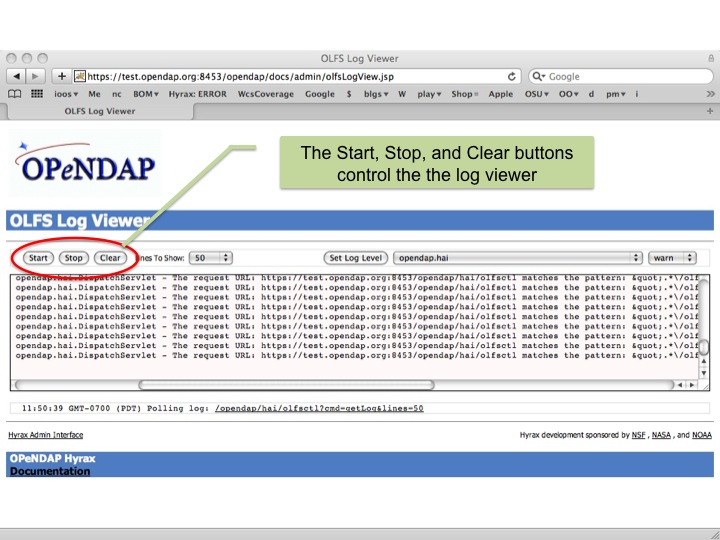 OLFS Log Viewer
https://test.opendap.org:8453/opendap/docs/admin/olfsLogView.jsp
Google
ioos Me nc BOM Hyrax: ERROR WcsCoverage Google $ blgs W play Shop Apple OSU OO d pm i
OLFS Log Viewer
OPeNDAP
The Start, Stop, and Clear buttons
control the the log viewer
OLFS Log Viewer
Start Stop Clear ines To Show: 50 Set Log Level opendap.hai warn
opendap.hai.DispatchServlet - The request URL: https://test.opendap.org:8453/opendap/hai/olfsctl matches the pattern: &quot;.*\/olf
opendap.hai.DispatchServlet - The request URL: https://test.opendap.org:8453/opendap/hai/olfsctl matches the pattern: &quot;.*\/olf
opendap.hai.DispatchServlet - The request URL: https://test.opendap.org:8453/opendap/hai/olfsctl matches the pattern: &quot;.*\/olf
opendap.hai.DispatchServlet - The request URL: https://test.opendap.org:8453/opendap/hai/olfsctl matches the pattern: &quot;.*\/olf
opendap.hai.DispatchServlet - The request URL: https://test.opendap.org:8453/opendap/hai/olfsctl matches the pattern: &quot;.*\/olf
opendap.hai.DispatchServlet - The request URL: https://test.opendap.org:8453/opendap/hai/olfsctl matches the pattern: &quot;.*\/olf
opendap.hai.DispatchServlet - The request URL: https://test.opendap.org:8453/opendap/hai/olfsctl matches the pattern: &quot;.*\/olf
opendap.hai.DispatchServlet - The request URL: https://test.opendap.org:8453/opendap/hai/olfsctl matches the pattern: &quot;.*\/olf
opendap.hai.DispatchServlet - The request URL: https://test.opendap.org:8453/opendap/hai/olfsctl matches the pattern: &quot;.*\/olf
11:50:39 GMT-0700 (PDT) Polling log: /opendap/hai/olfsctl?cmd=getLog&lines=50
Hyrax Admin Interface Hyrax development sponsored by NSF , NASA , and NOAA
OPeNDAP Hyrax
Documentation